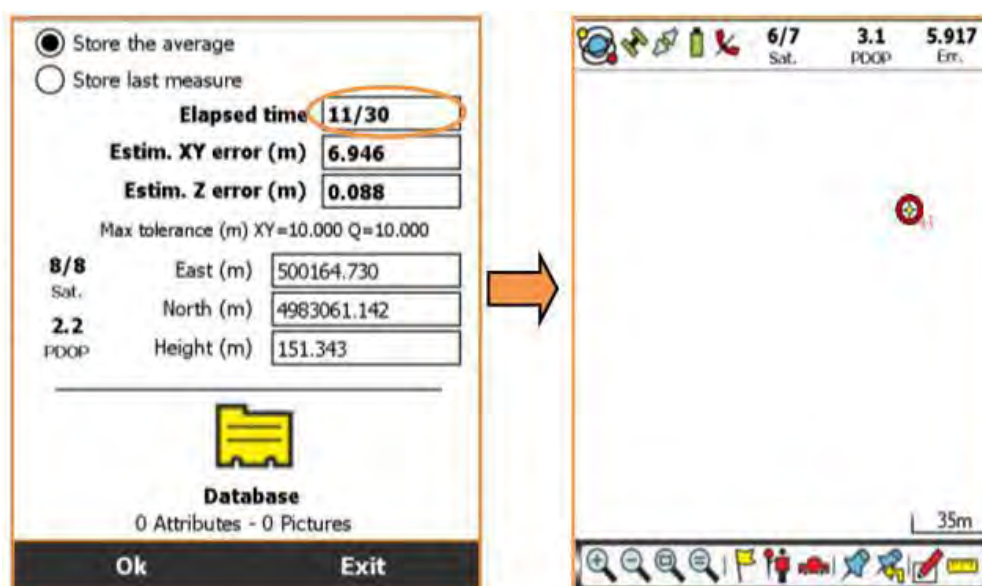 Store the average
Store last measure
Elapsed time 11/30
Estim. XY error (m) 6.946
Estim. Z error (m) 0.088
Max tolerance (m) XY=10.000 Q=10.000
8/8
Sat.
2.2
PDOP
East (m) 500164.730
North (m) 4983061.142
Height (m) 151.343
Database
0 Attributes - 0 Pictures
Ok Exit
6/7 3.1 5.917
Sat. PDOP Err.
35m